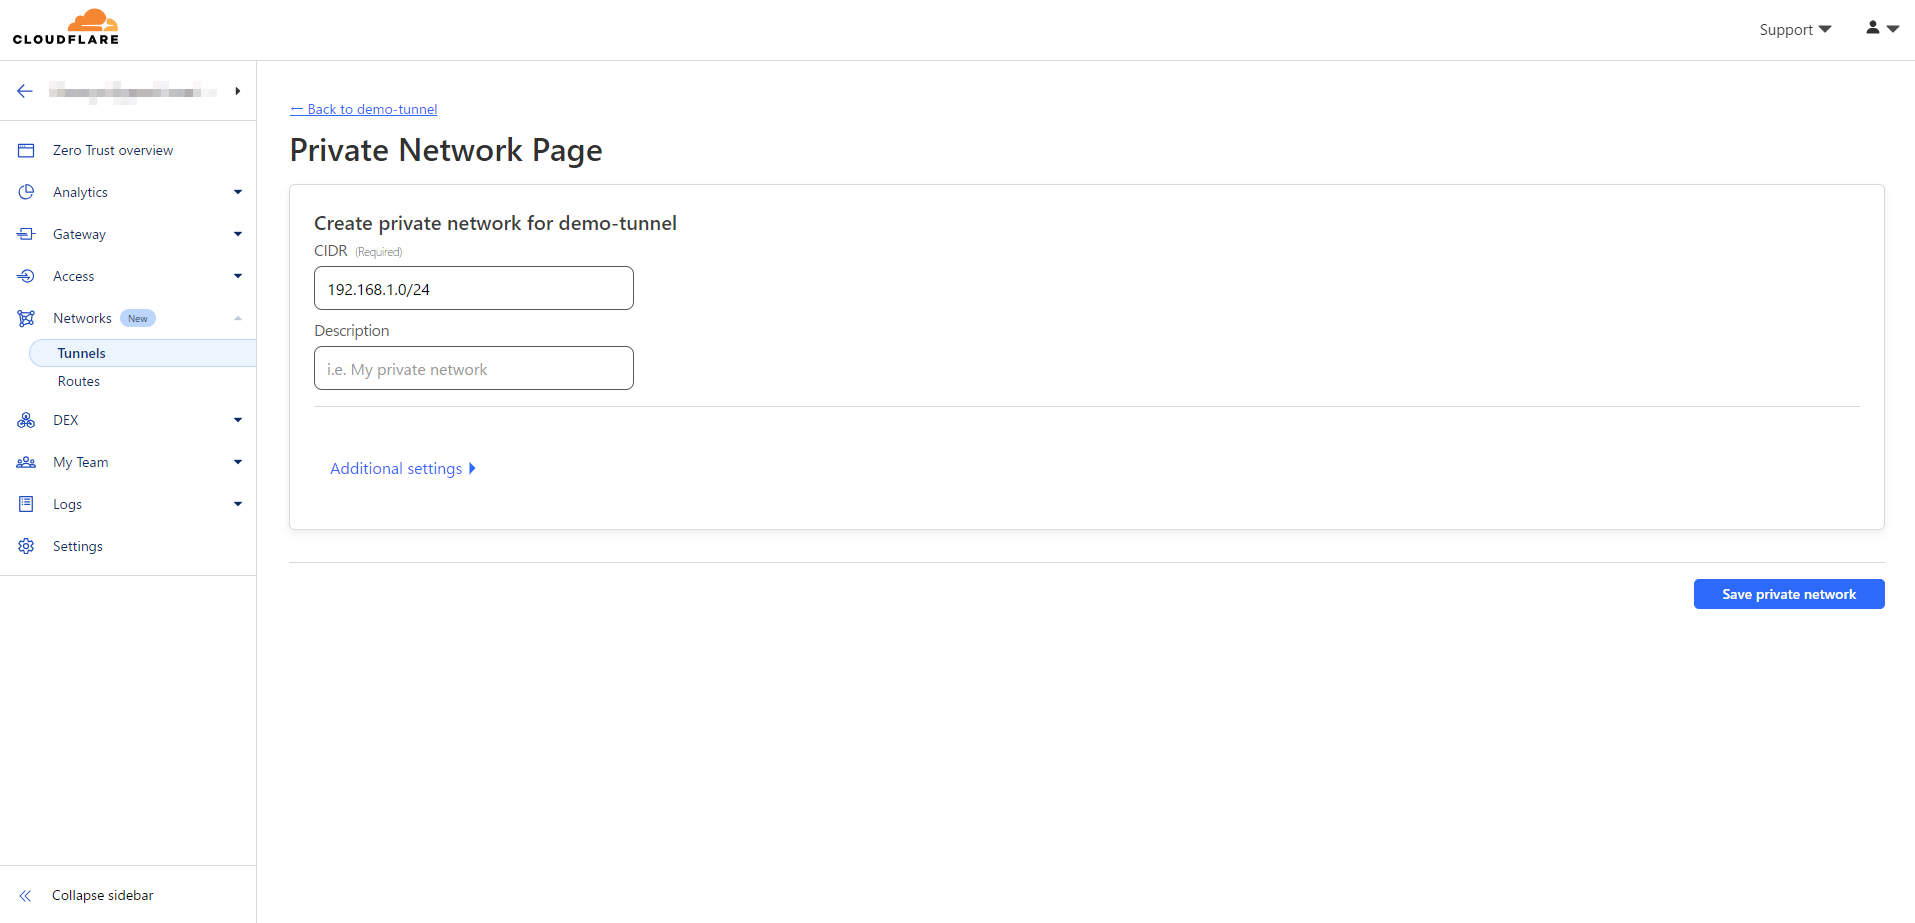 CLOUDFLARE
Support
Zero Trust overview
Analytics
Gateway
Access
Networks New
Tunnels
Routes
DEX
My Team
Logs
Settings
Collapse sidebar
← Back to demo-tunnel
Private Network Page
Create private network for demo-tunnel
CIDR (Required)
192.168.1.0/24
Description
i.e. My private network
Additional settings
Save private network